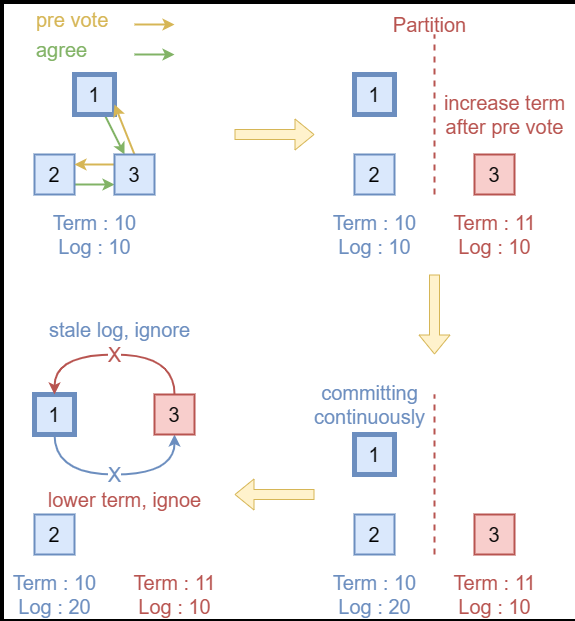 pre vote
agree
1
2
3
Term : 10
Log : 10
Partition
1
increase term
after pre vote
2
3
Term : 10
Log : 10
Term : 11
Log : 10
stale log, ignore
X
1
3
X
lower term, ignoe
2
Term : 10
Log : 20
Term : 11
Log : 10
committing
continuously
1
2
3
Term : 10
Log : 20
Term : 11
Log : 10